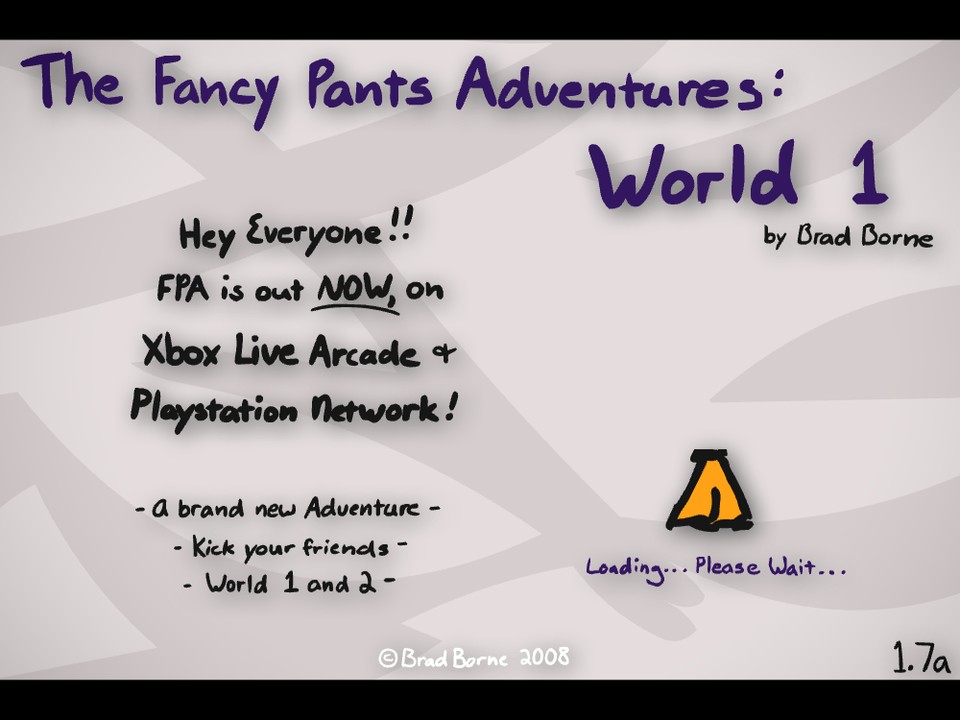 The Fancy Pants Adventures:
World 1
by Brad Borne
Hey Everyone!!
FPA is out NOW, on
Xbox Live Arcade &
Playstation Network!
- A brand new Adventure -
- Kick your friends -
- World 1 and 2 -
Loading... Please Wait...
©Brad Borne 2008
1.7a